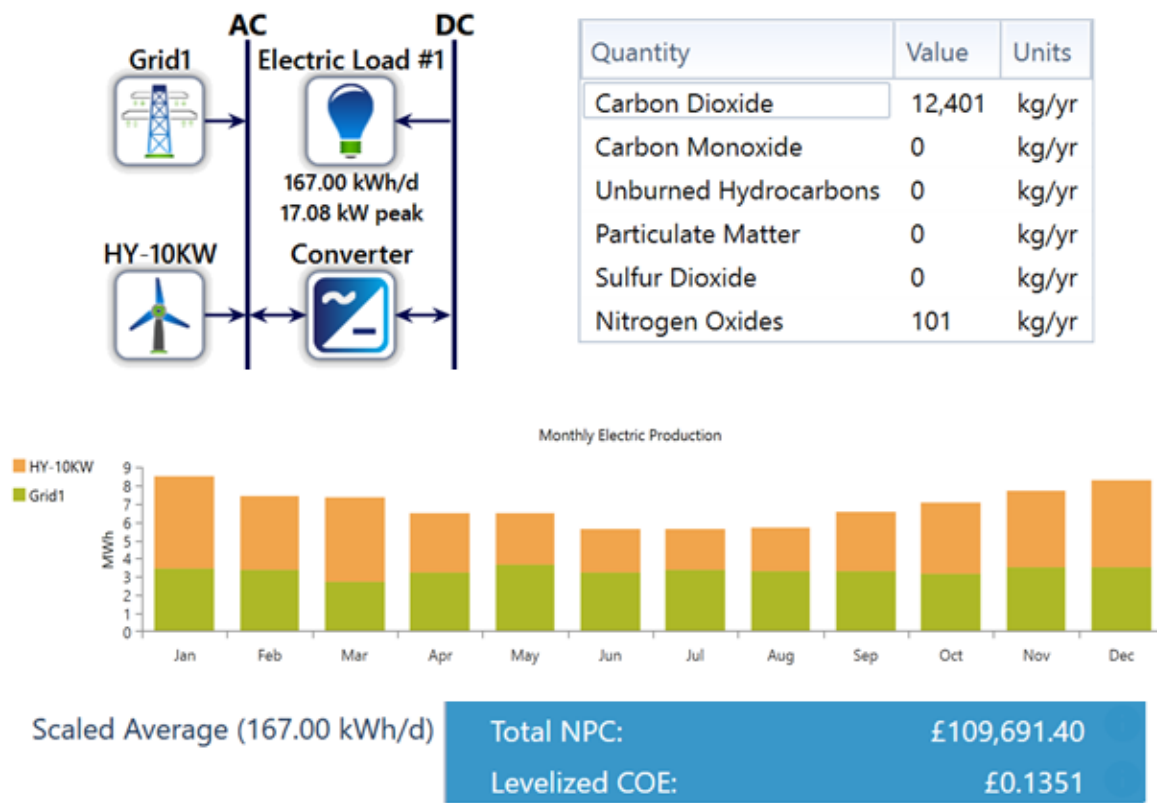 AC DC
Grid1 Electric Load #1
167.00 kWh/d
17.08 kW peak
HY-10KW Converter
Quantity Value Units
Carbon Dioxide 12,401 kg/yr
Carbon Monoxide 0 kg/yr
Unburned Hydrocarbons 0 kg/yr
Particulate Matter 0 kg/yr
Sulfur Dioxide 0 kg/yr
Nitrogen Oxides 101 kg/yr
Monthly Electric Production
HY-10KW
Grid1
MWh
9
8
7
6
5
4
3
2
1
0
Jan Feb Mar Apr May Jun Jul Aug Sep Oct Nov Dec
Scaled Average (167.00 kWh/d)
Total NPC: £109,691.40
Levelized COE: £0.1351